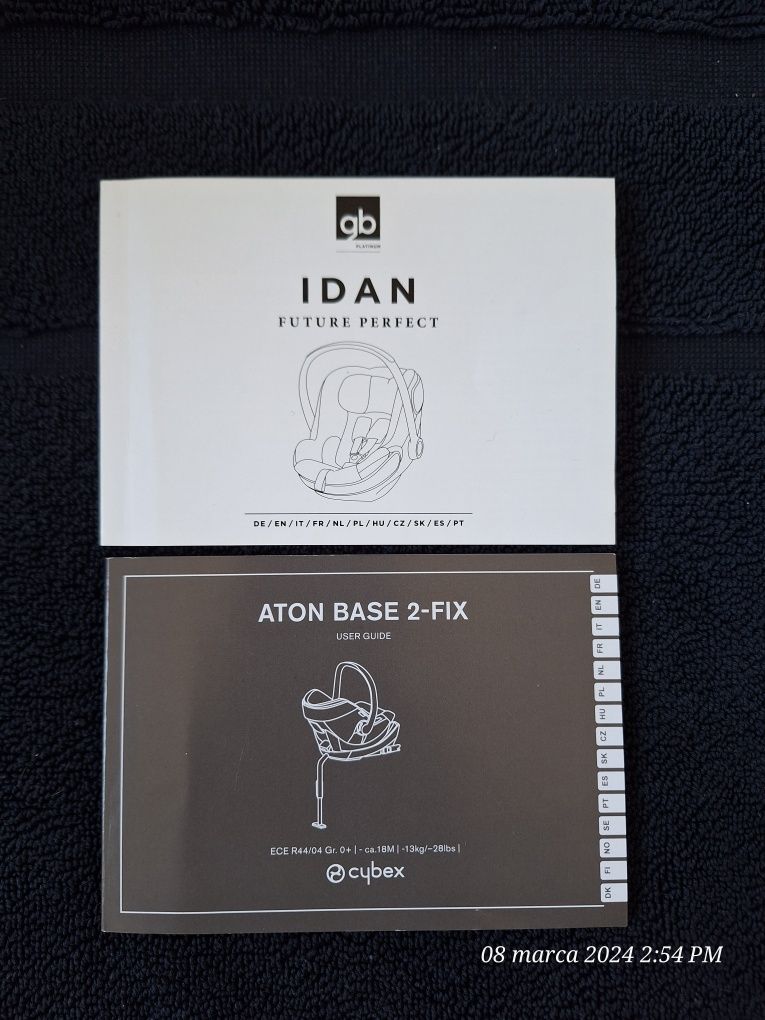 gb
PLATINUM
IDAN
FUTURE PERFECT
DE / EN / IT / FR / NL / PL / HU / CZ / SK / ES / PT
ATON BASE 2-FIX
USER GUIDE
ECE R44/04 Gr. 0+ | - ca.18M | -13kg/~28lbs |
cybex
DE
EN
IT
FR
NL
PL
HU
CZ
SK
ES
PT
SE
NO
FI
DK
08 marca 2024 2:54 PM